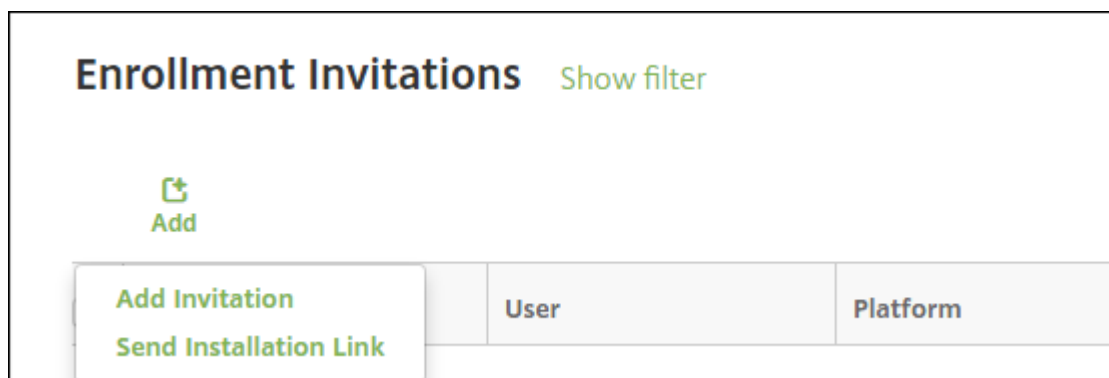 Enrollment Invitations Show filter
Add
Add Invitation
User Platform
Send Installation Link